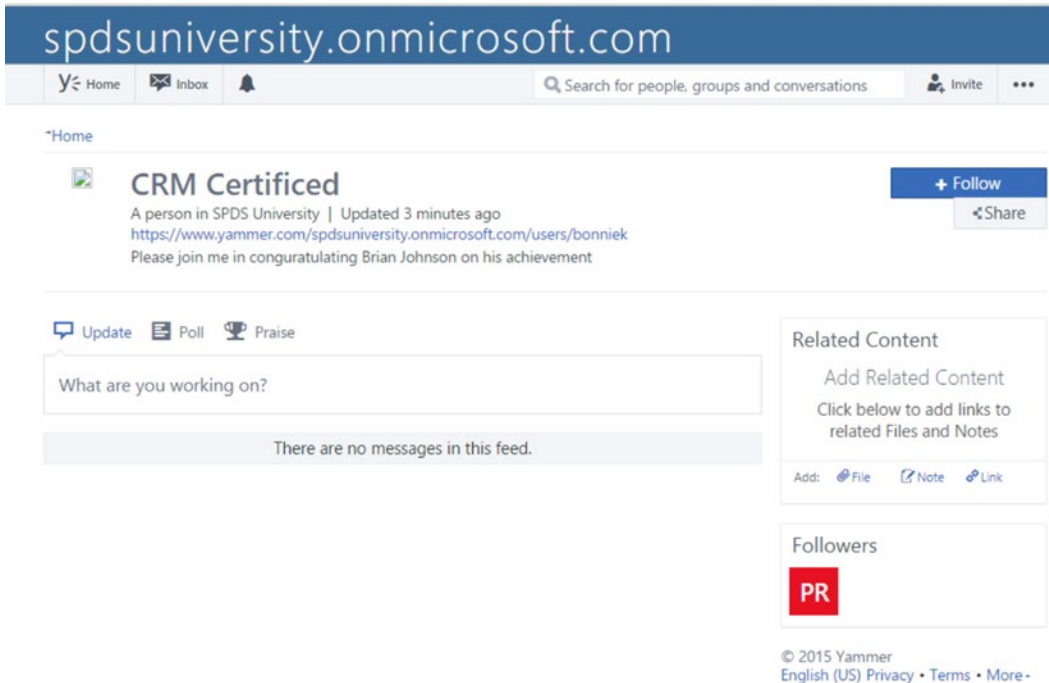 spdsuniversity.onmicrosoft.com
Home Inbox Search for people, groups and conversations Invite •••
Home
CRM Certificed
+ Follow
A person in SPDS University | Updated 3 minutes ago
Share
https://www.yammer.com/spdsuniversity.onmicrosoft.com/users/bonniek
Please join me in conguratulating Brian Johnson on his achievement
Update Poll Praise
What are you working on?
There are no messages in this feed.
Related Content
Add Related Content
Click below to add links to
related Files and Notes
Add: File Note Link
Followers
PR
© 2015 Yammer
English (US) Privacy • Terms • More -